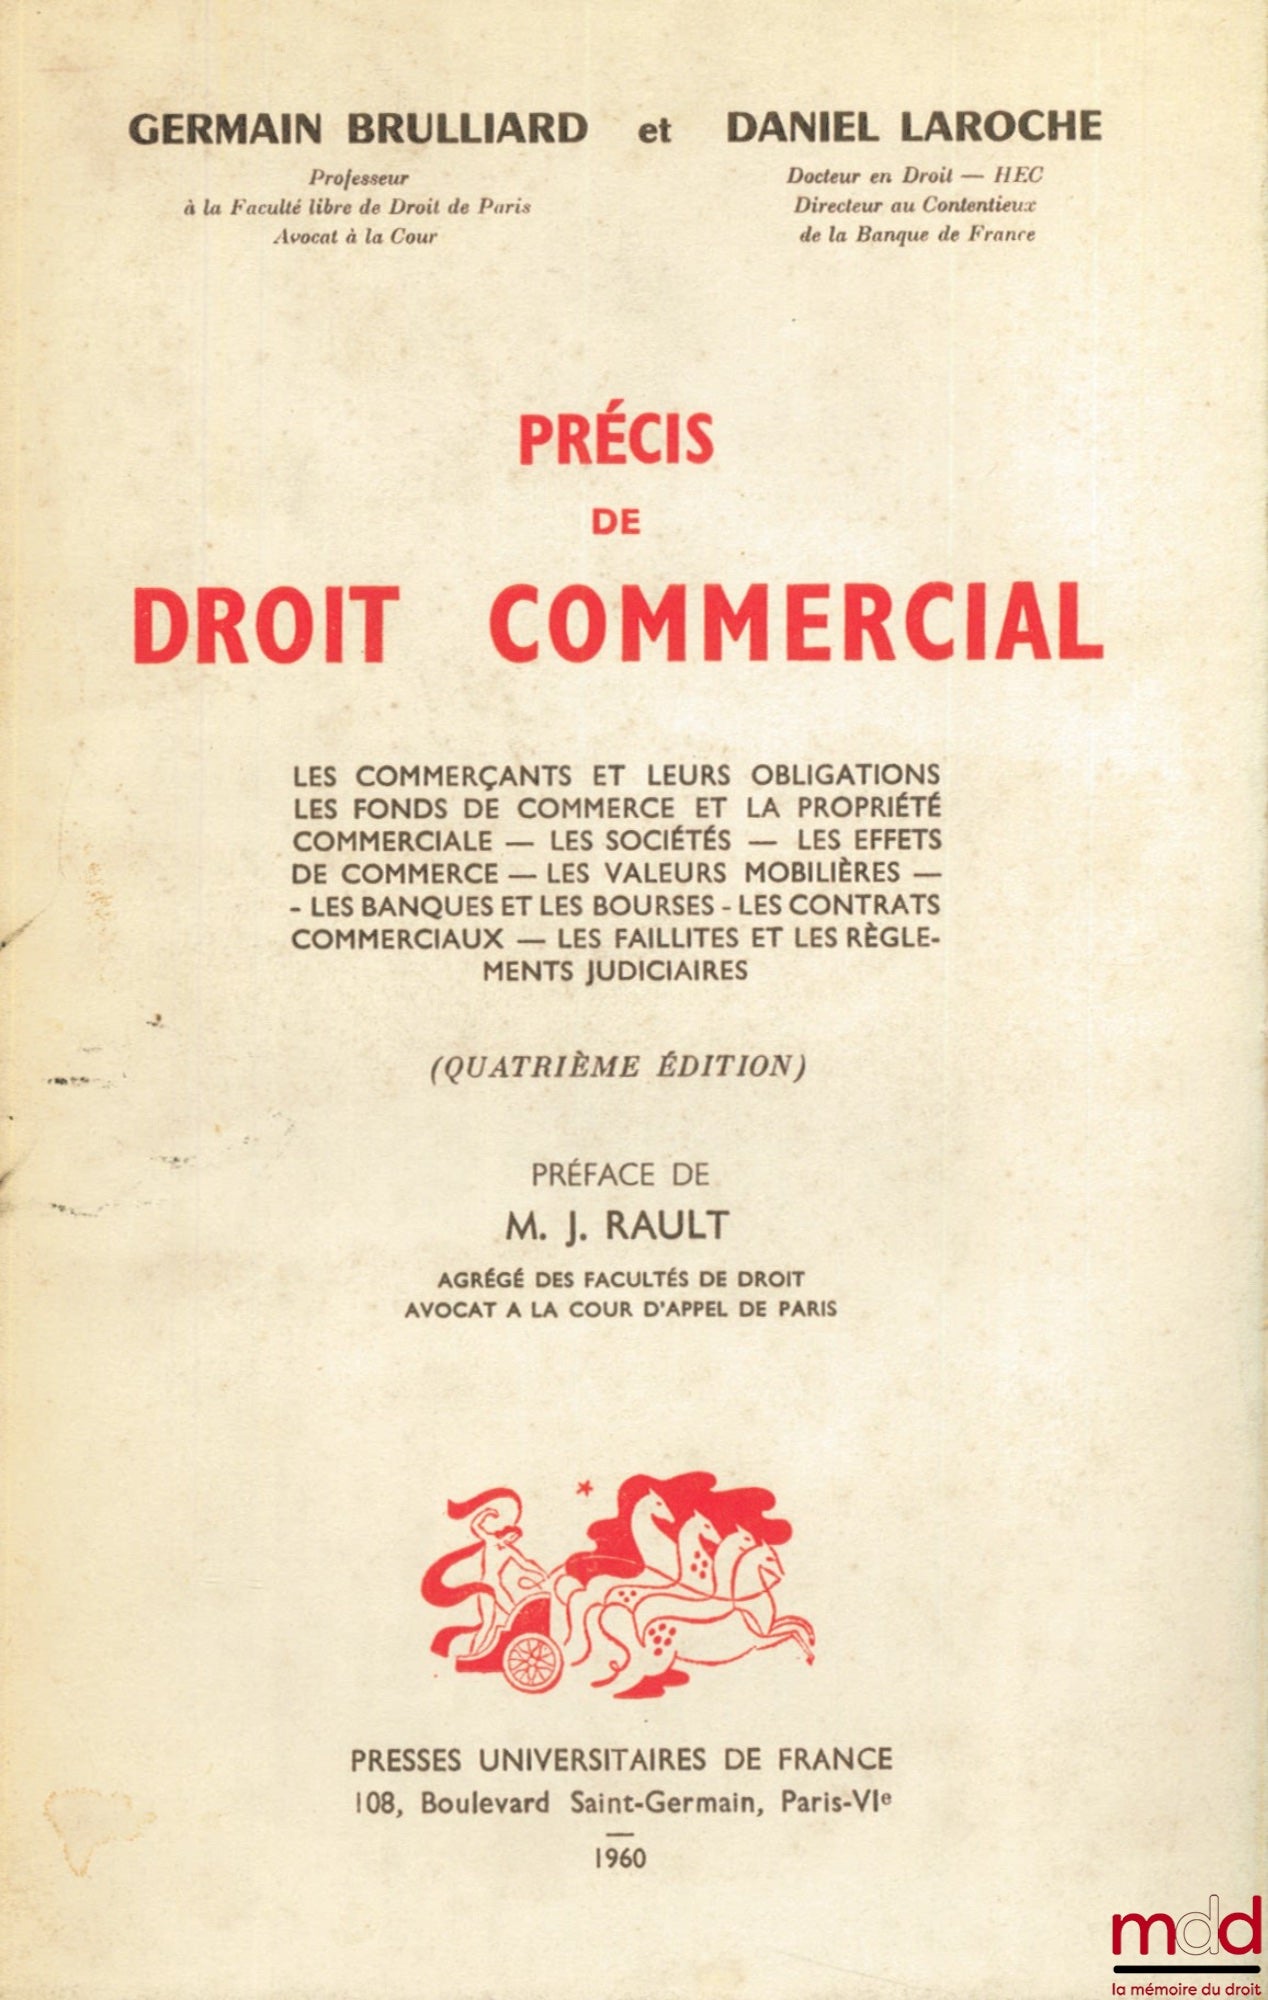 GERMAIN BRULLIARD et DANIEL LAROCHE
Professeur
à la Faculté libre de Droit de Paris
Avocat à la Cour
Docteur en Droit — HEC
Directeur au Contentieux
de la Banque de France
PRÉCIS
DE
DROIT COMMERCIAL
LES COMMERÇANTS ET LEURS OBLIGATIONS
LES FONDS DE COMMERCE ET LA PROPRIÉTÉ
COMMERCIALE — LES SOCIÉTÉS — LES EFFETS
DE COMMERCE — LES VALEURS MOBILIÈRES —
- LES BANQUES ET LES BOURSES - LES CONTRATS
COMMERCIAUX — LES FAILLITES ET LES RÈGLE-
MENTS JUDICIAIRES
(QUATRIÈME ÉDITION)
PRÉFACE DE
M. J. RAULT
AGRÉGÉ DES FACULTÉS DE DROIT
AVOCAT A LA COUR D'APPEL DE PARIS
PRESSES UNIVERSITAIRES DE FRANCE
108, Boulevard Saint-Germain, Paris-VIe
1960
mdd
la mémoire du droit